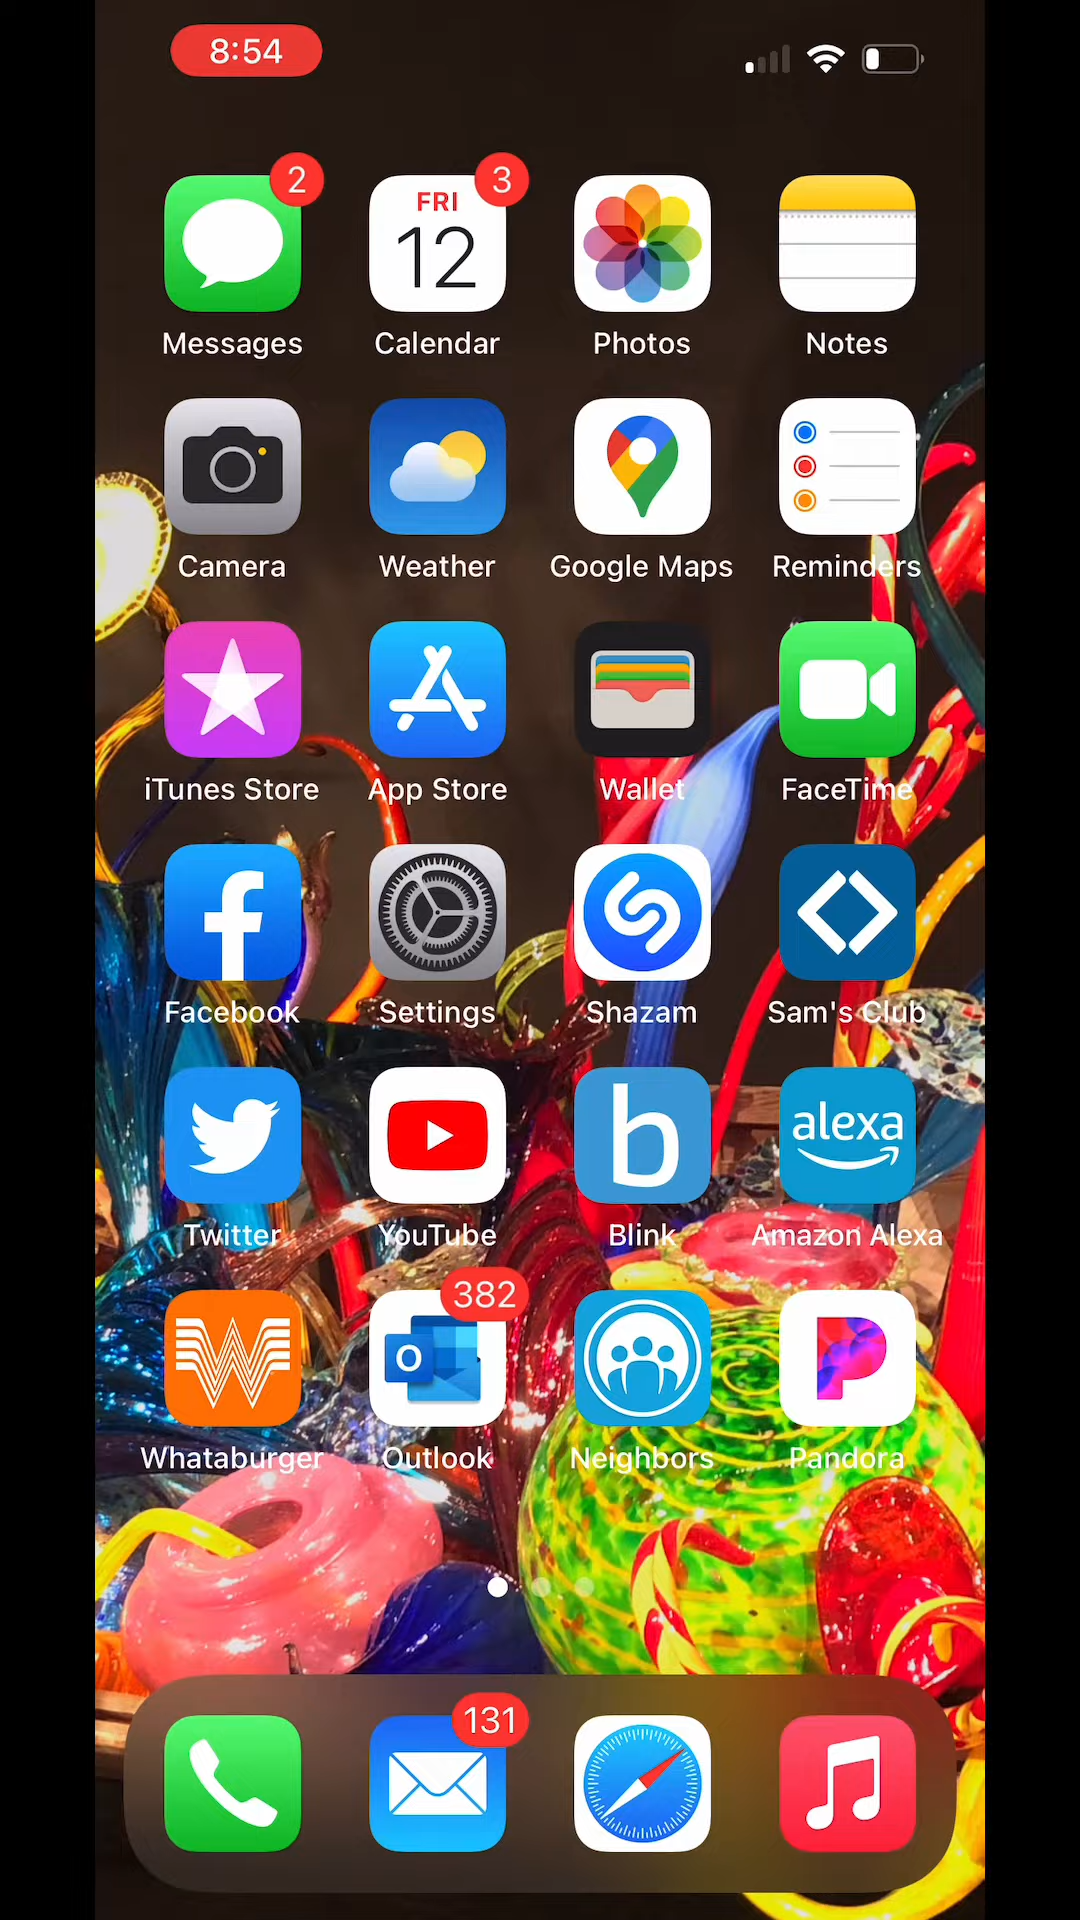 8:54
2
3
FRI
12
Messages
Calendar
Photos
Notes
Camera
Weather
Google Maps
Reminders
iTunes Store
App Store
Wallet
FaceTime
Facebook
Settings
Shazam
Sam's Club
b
alexa
Twitter
YouTube
Blink
Amazon Alexa
382
O
Whataburger
Outlook
Neighbors
Pandora
131